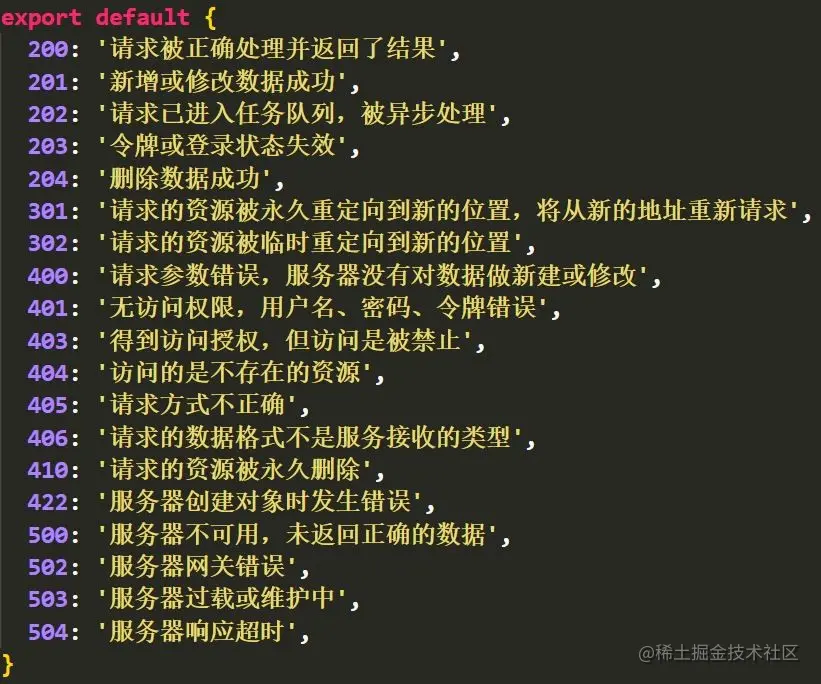 export default {
200: '请求被正确处理并返回了结果',
201: '新增或修改数据成功',
202: '请求已进入任务队列，被异步处理',
203: '令牌或登录状态失效',
204: '删除数据成功',
301: '请求的资源被永久重定向到新的位置，将从新的地址重新请求',
302: '请求的资源被临时重定向到新的位置',
400: '请求参数错误，服务器没有对数据做新建或修改',
401: '无访问权限，用户名、密码、令牌错误',
403: '得到访问授权，但访问是被禁止',
404: '访问的是不存在的资源',
405: '请求方式不正确',
406: '请求的数据格式不是服务接收的类型',
410: '请求的资源被永久删除',
422: '服务器创建对象时发生错误',
500: '服务器不可用，未返回正确的数据',
502: '服务器网关错误',
503: '服务器过载或维护中',
504: '服务器响应超时',
}
@稀土掘金技术社区